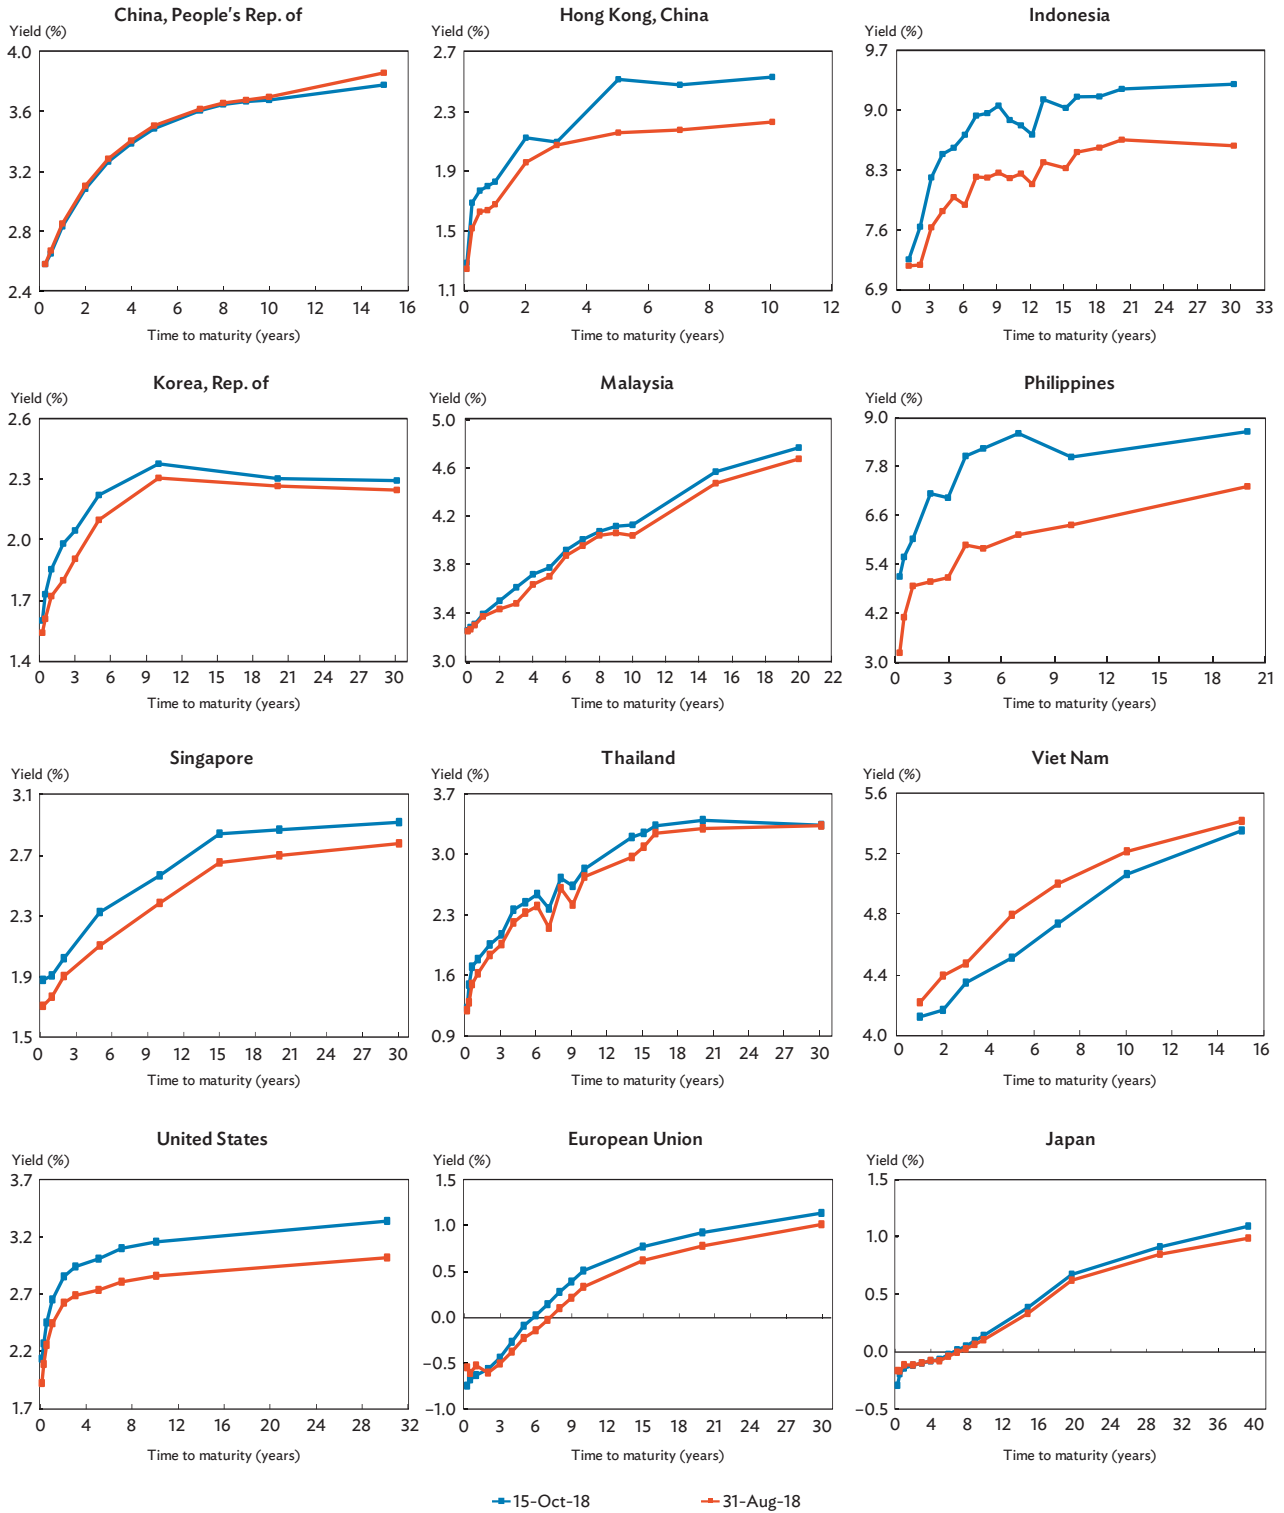 China, People's Rep. of
Yield (%)
4.0
3.6
3.2
2.8
2.4
0 2 4 6 8 10 12 14 16
Time to maturity (years)
Hong Kong, China
Yield (%)
2.7
2.3
1.9
1.5
1.1
0 2 4 6 8 10 12
Time to maturity (years)
Indonesia
Yield (%)
9.7
9.0
8.3
7.6
6.9
0 3 6 9 12 15 18 21 24 27 30 33
Time to maturity (years)
Korea, Rep. of
Yield (%)
2.6
2.3
2.0
1.7
1.4
0 3 6 9 12 15 18 21 24 27 30
Time to maturity (years)
Malaysia
Yield (%)
5.0
4.6
4.2
3.8
3.4
3.0
0 2 4 6 8 10 12 14 16 18 20 22
Time to maturity (years)
Philippines
Yield (%)
9.0
7.8
6.6
5.4
4.2
3.0
0 3 6 9 12 15 18 21
Time to maturity (years)
Singapore
Yield (%)
3.1
2.7
2.3
1.9
1.5
0 3 6 9 12 15 18 21 24 27 30
Time to maturity (years)
Thailand
Yield (%)
3.7
3.0
2.3
1.6
0.9
0 3 6 9 12 15 18 21 24 27 30
Time to maturity (years)
Viet Nam
Yield (%)
5.6
5.2
4.8
4.4
4.0
0 2 4 6 8 10 12 14 16
Time to maturity (years)
United States
Yield (%)
3.7
3.2
2.7
2.2
1.7
0 4 8 12 16 20 24 28 32
Time to maturity (years)
European Union
Yield (%)
1.5
1.0
0.5
0.0
–0.5
–1.0
0 3 6 9 12 15 18 21 24 27 30
Time to maturity (years)
Japan
Yield (%)
1.5
1.0
0.5
0.0
–0.5
0 4 8 12 16 20 24 28 32 36 40
Time to maturity (years)
15-Oct-18 31-Aug-18